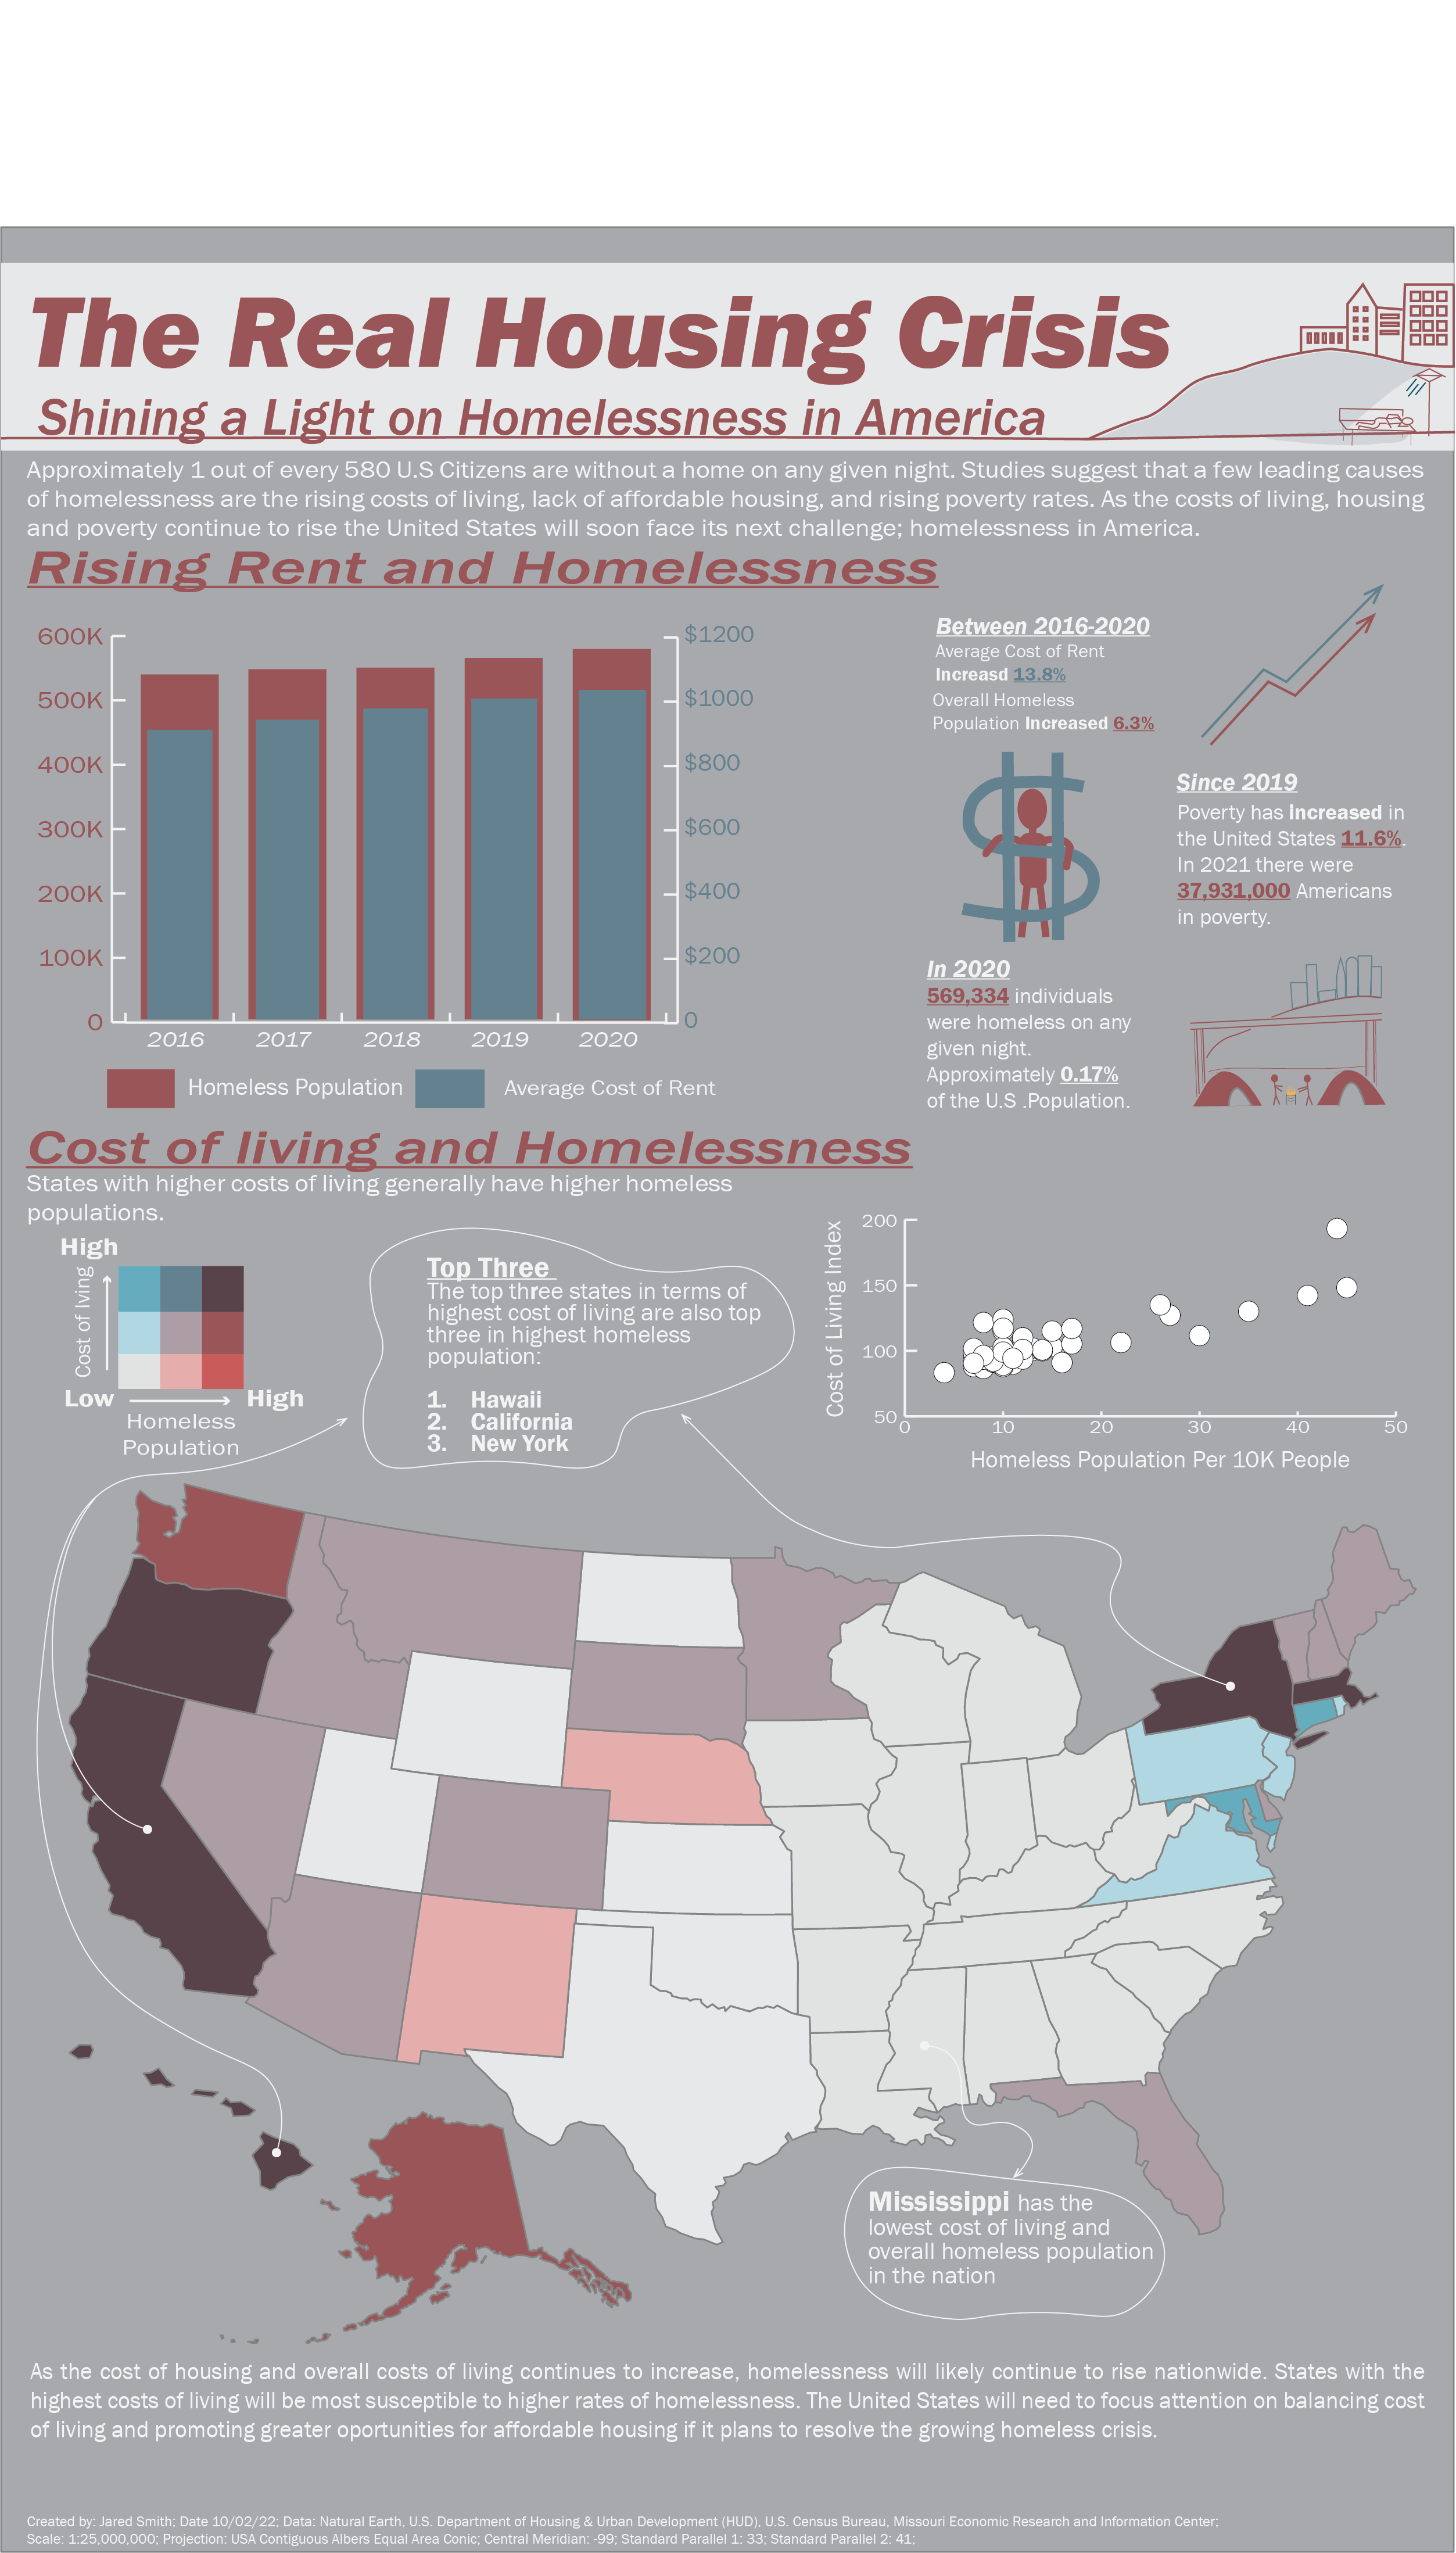 The Real Housing Crisis
Shining a Light on Homelessness in America
Approximately 1 out of every 580 U.S Citizens are without a home on any given night. Studies suggest that a few leading causes
of homelessness are the rising costs of living, lack of affordable housing, and rising poverty rates. As the costs of living, housing
and poverty continue to rise the United States will soon face its next challenge; homelessness in America.
Rising Rent and Homelessness
600K
500K
400K
300K
200K
100K
0
$1200
$1000
$800
$600
$400
$200
0
2016 2017 2018 2019 2020
Homeless Population
Average Cost of Rent
Between 2016-2020
Average Cost of Rent
Increasd 13.8%
Overall Homeless
Population Increased 6.3%
Since 2019
Poverty has increased in
the United States 11.6%.
In 2021 there were
37,931,000 Americans
in poverty.
In 2020
569,334 individuals
were homeless on any
given night.
Approximately 0.17%
of the U.S .Population.
Cost of living and Homelessness
States with higher costs of living generally have higher homeless
populations.
High
Cost of lving
Low
High
Homeless
Population
Top Three
The top three states in terms of
highest cost of living are also top
three in highest homeless
population:
1. Hawaii
2. California
3. New York
Cost of Living Index
200
150
100
50
0 10 20 30 40 50
Homeless Population Per 10K People
Mississippi has the
lowest cost of living and
overall homeless population
in the nation
As the cost of housing and overall costs of living continues to increase, homelessness will likely continue to rise nationwide. States with the
highest costs of living will be most susceptible to higher rates of homelessness. The United States will need to focus attention on balancing cost
of living and promoting greater oportunities for affordable housing if it plans to resolve the growing homeless crisis.
Created by: Jared Smith; Date 10/02/22; Data: Natural Earth, U.S. Department of Housing & Urban Development (HUD), U.S. Census Bureau, Missouri Economic Research and Information Center;
Scale: 1:25,000,000; Projection: USA Contiguous Albers Equal Area Conic; Central Meridian: -99; Standard Parallel 1: 33; Standard Parallel 2: 41;